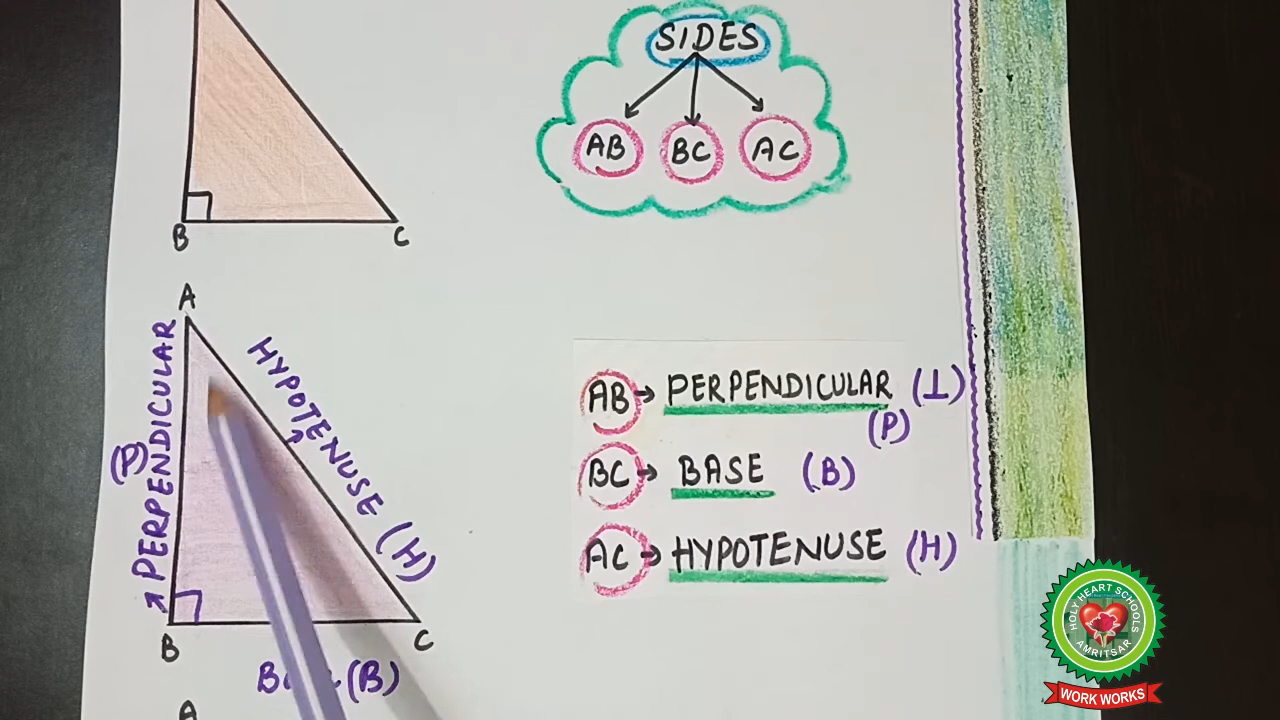 SIDES
AB BC AC
B C
A
PERPENDICULAR
(P)
HYPOTENUSE (H)
B C
(B)
A
AB → PERPENDICULAR (⊥)
(P)
BC → BASE (B)
AC → HYPOTENUSE (H)
HOLY HEART SCHOOLS
AMRITSAR
WORK WORKS